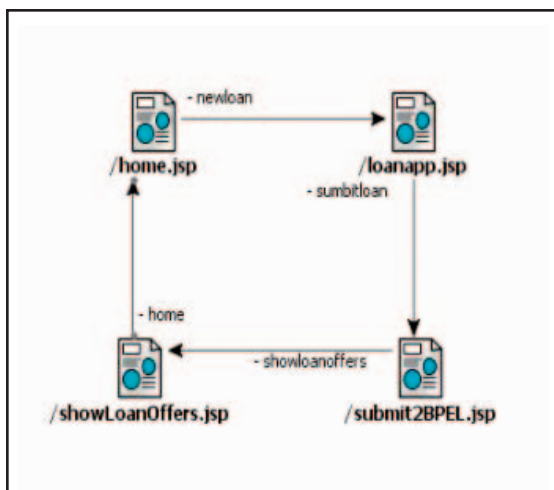 - newloan
/home.jsp
/loanapp.jsp
- sumbitloan
- home
- showloanoffers
/showLoanOffers.jsp
/submit2BPEL.jsp